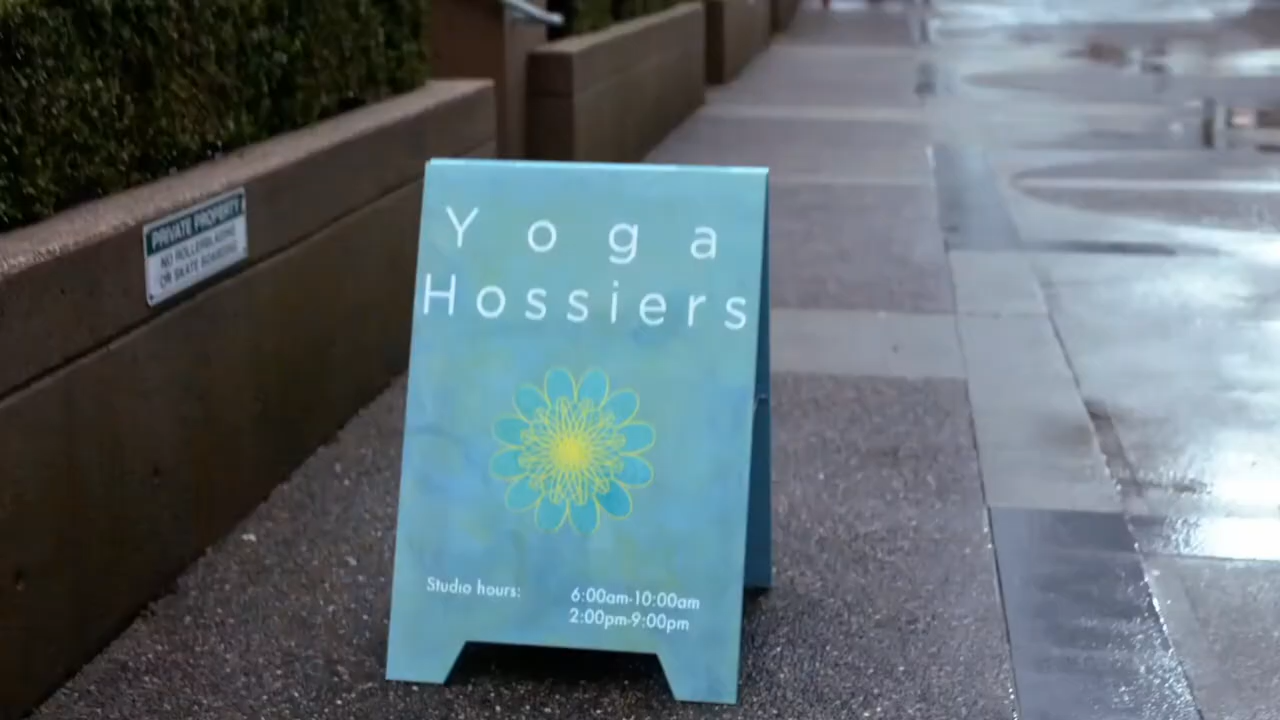 PRIVATE PROPERTY
NO ROLLERBLADING
OR SKATE BOARDING
Yoga
Hossiers
Studio hours: 6:00am-10:00am
2:00pm-9:00pm